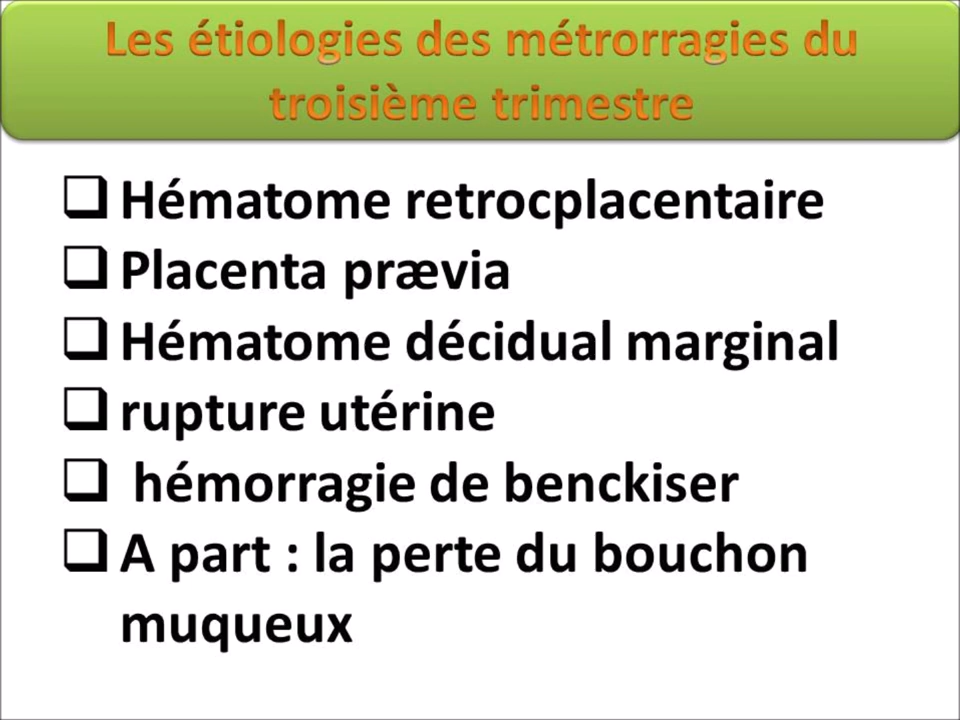 Les étiologies des métrorragies du
troisième trimestre
Hématome retrocplacentaire
Placenta prævia
Hématome décidual marginal
rupture utérine
hémorragie de benckiser
A part : la perte du bouchon
muqueux